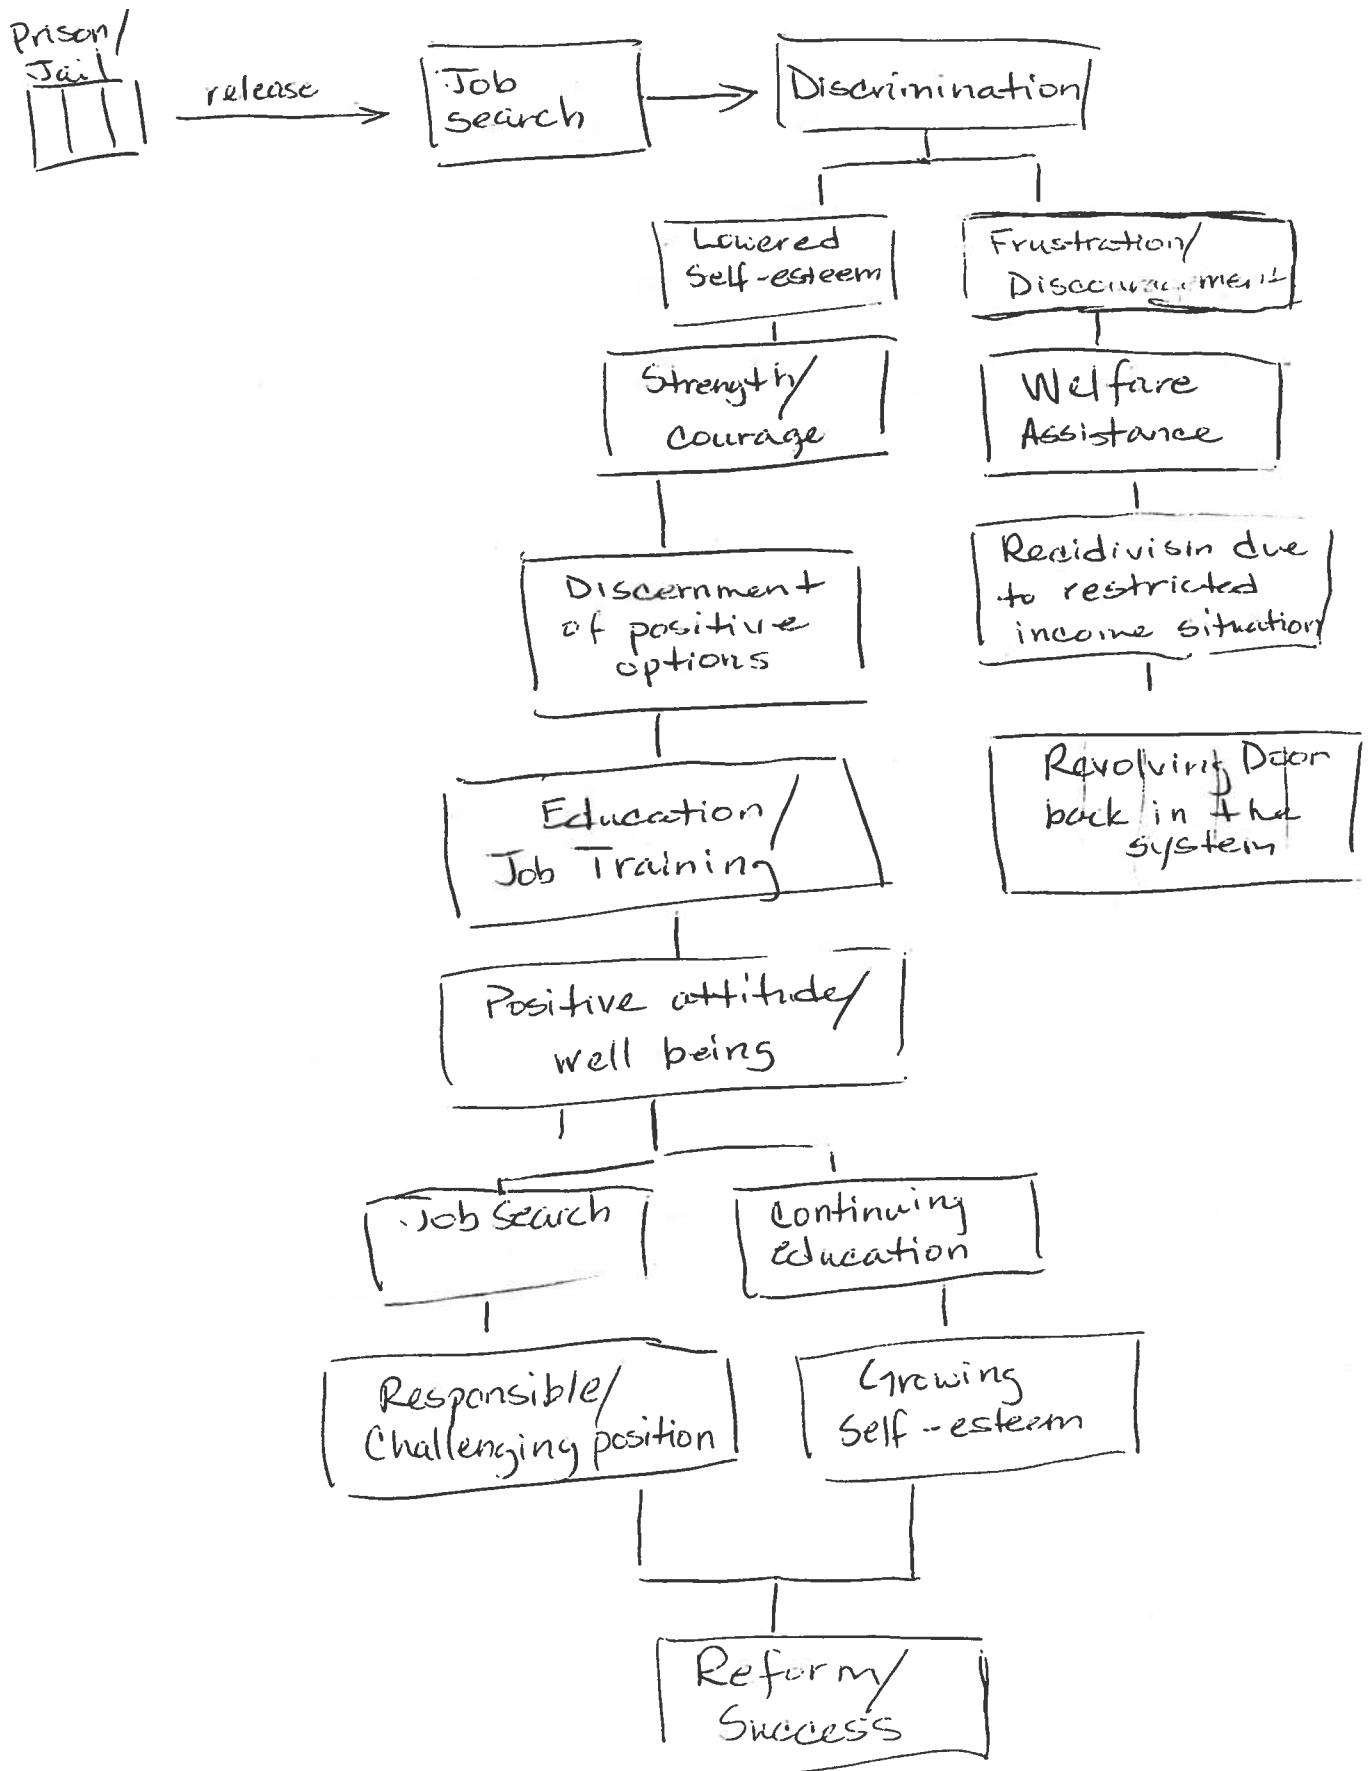 Prison/
Jail
release
Job
search
Discrimination
Lowered
Self-esteem
Frustration/
Discouragement
Strength/
courage
Welfare
Assistance
Discernment
of positive
options
Recidivism due
to restricted
income situation
Education/
Job Training
Revolving Door
back in the
system
Positive attitude/
well being
Job Search
Continuing
education
Responsible/
Challenging position
Growing
Self-esteem
Reform/
Success